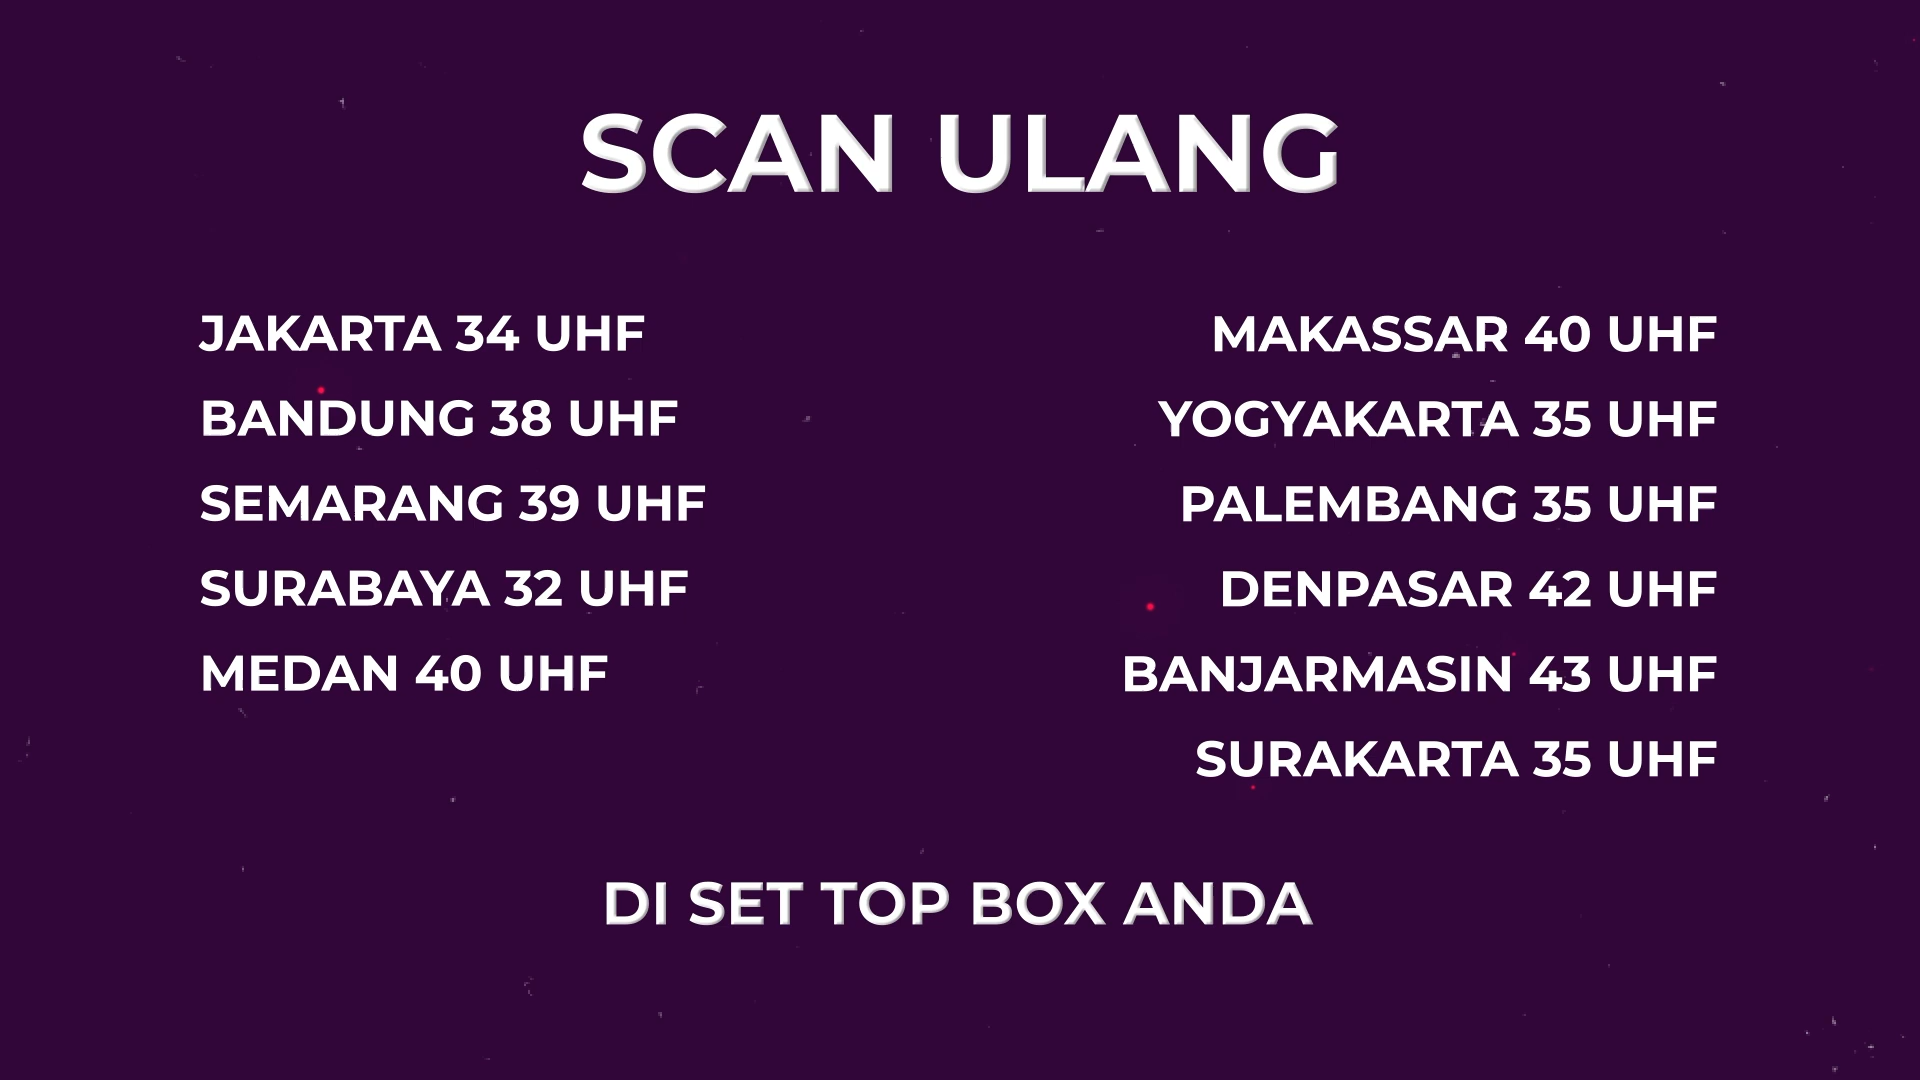 SCAN ULANG
JAKARTA 34 UHF
BANDUNG 38 UHF
SEMARANG 39 UHF
SURABAYA 32 UHF
MEDAN 40 UHF
MAKASSAR 40 UHF
YOGYAKARTA 35 UHF
PALEMBANG 35 UHF
DENPASAR 42 UHF
BANJARMASIN 43 UHF
SURAKARTA 35 UHF
DI SET TOP BOX ANDA